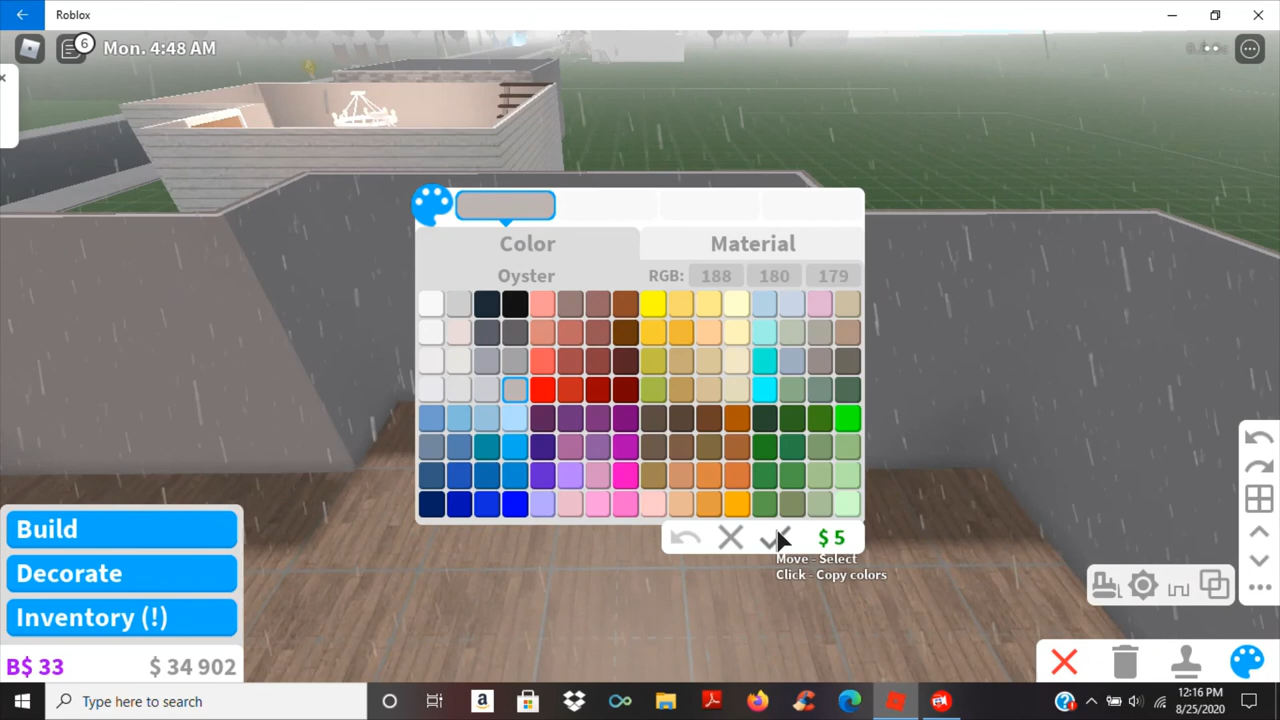 Roblox
6
Mon. 4:48 AM
Color
Material
Oyster
RGB: 188 180 179
$ 5
Move - Select
Click - Copy colors
Build
Decorate
Inventory (!)
B$ 33
$ 34 902
Type here to search
12:16 PM
8/25/2020